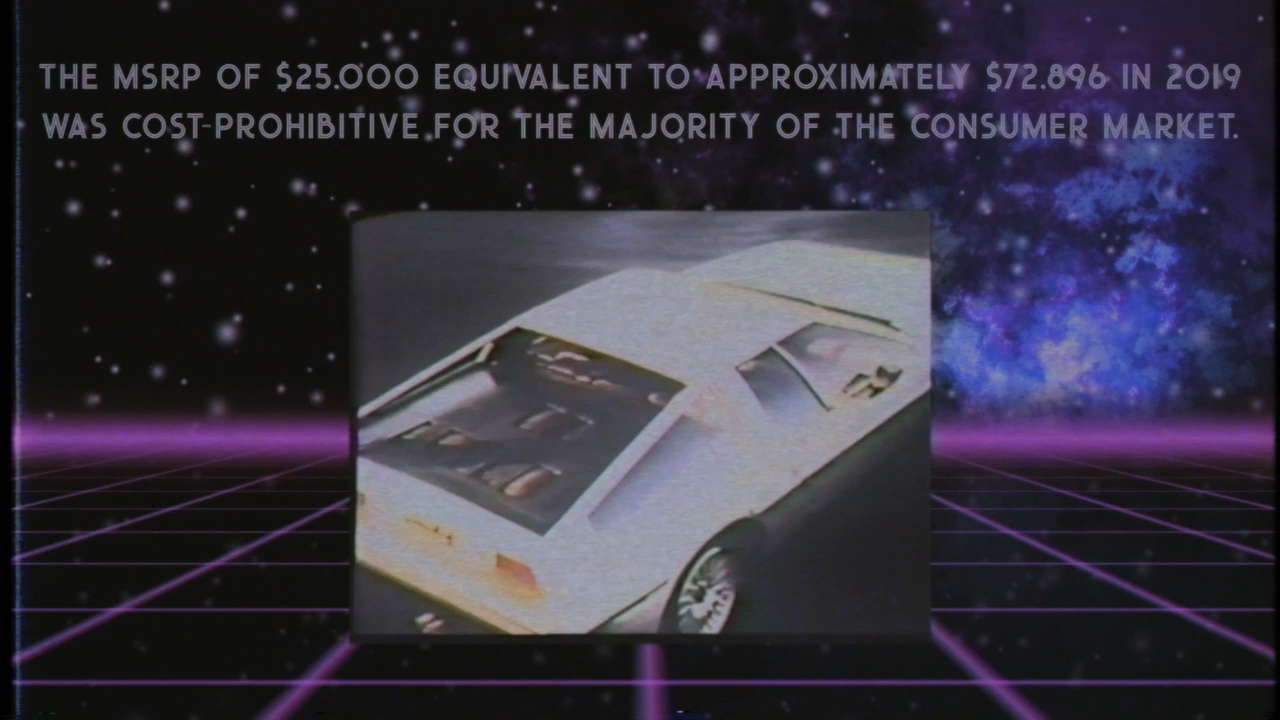 THE MSRP OF $25.000 EQUIVALENT TO APPROXIMATELY $72.896 IN 2019
WAS COST-PROHIBITIVE FOR THE MAJORITY OF THE CONSUMER MARKET.